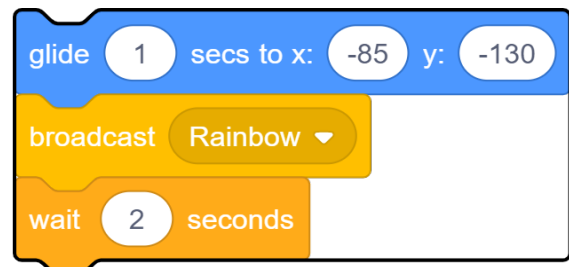 glide 1 secs to x: -85 y: -130
broadcast Rainbow
wait 2 seconds